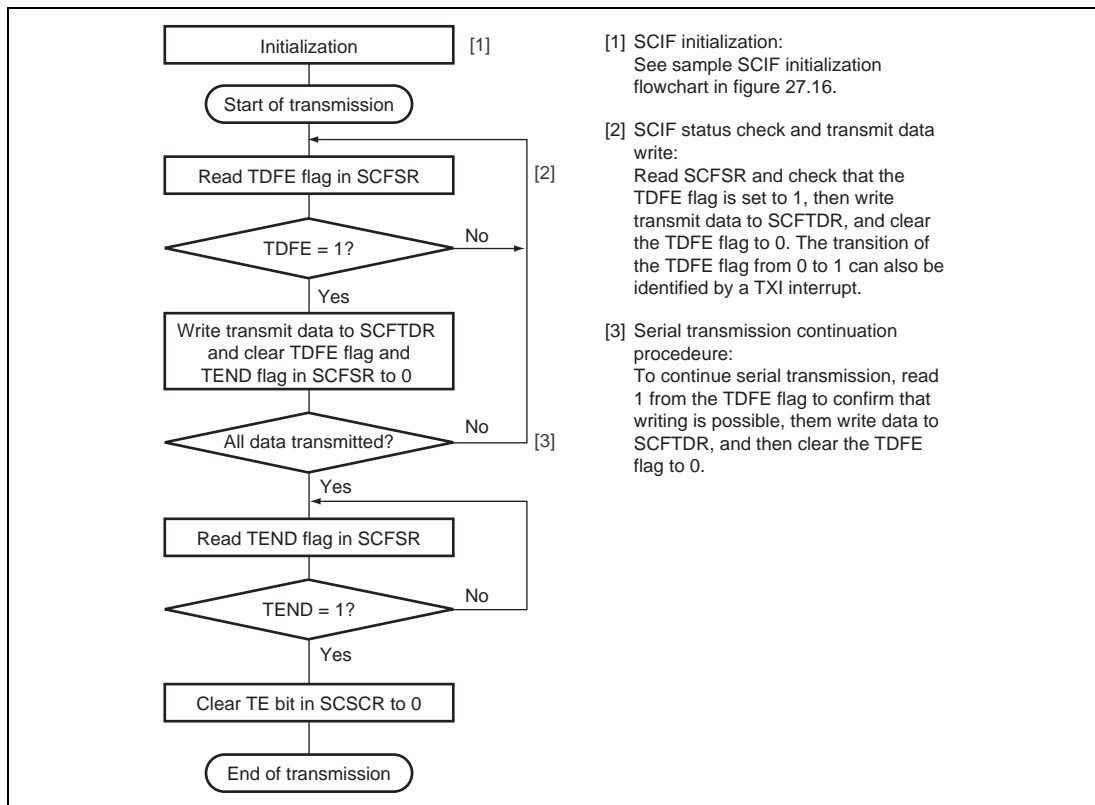 Initialization
[1]
Start of transmission
Read TDFE flag in SCFSR
[2]
TDFE = 1?
No
Yes
Write transmit data to SCFTDR
and clear TDFE flag and
TEND flag in SCFSR to 0
All data transmitted?
No
[3]
Yes
Read TEND flag in SCFSR
TEND = 1?
No
Yes
Clear TE bit in SCSCR to 0
End of transmission
[1] SCIF initialization:
See sample SCIF initialization
flowchart in figure 27.16.
[2] SCIF status check and transmit data
write:
Read SCFSR and check that the
TDFE flag is set to 1, then write
transmit data to SCFTDR, and clear
the TDFE flag to 0. The transition of
the TDFE flag from 0 to 1 can also be
identified by a TXI interrupt.
[3] Serial transmission continuation
procedeure:
To continue serial transmission, read
1 from the TDFE flag to confirm that
writing is possible, them write data to
SCFTDR, and then clear the TDFE
flag to 0.